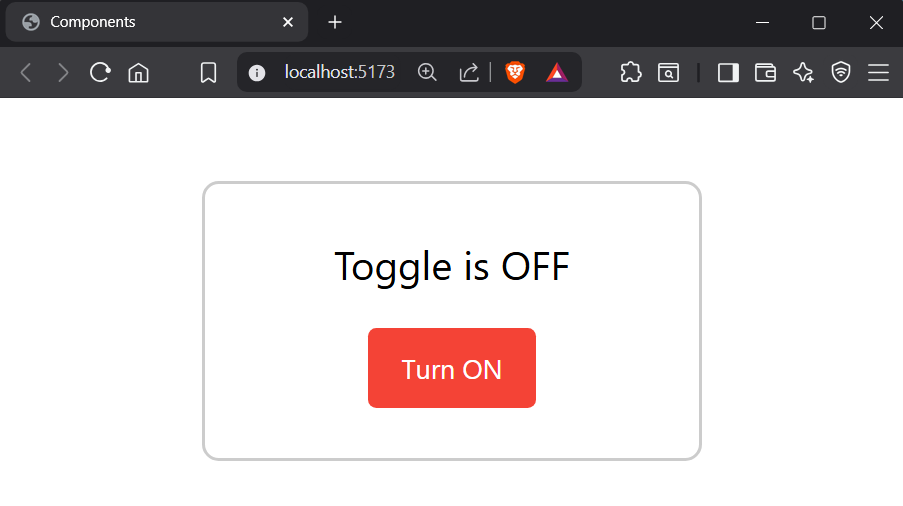 Components
localhost:5173
Toggle is OFF
Turn ON